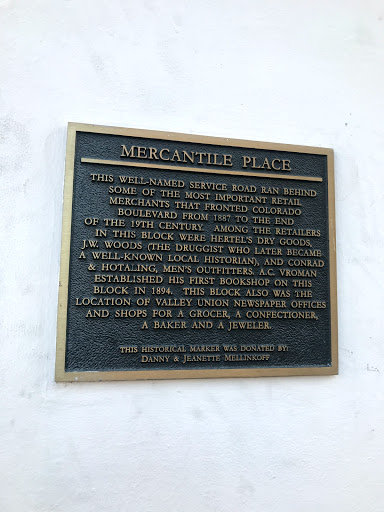 MERCANTILE PLACE
THIS WELL-NAMED SERVICE ROAD RAN BEHIND
SOME OF THE MOST IMPORTANT RETAIL
MERCHANTS THAT FRONTED COLORADO
BOULEVARD FROM 1887 TO THE END
OF THE 19TH CENTURY. AMONG THE RETAILERS
IN THIS BLOCK WERE HERTEL'S DRY GOODS,
J.W. WOODS (THE DRUGGIST WHO LATER BECAME
A WELL-KNOWN LOCAL HISTORIAN), AND CONRAD
& HOTALING, MEN'S OUTFITTERS. A.C. VROMAN
ESTABLISHED HIS FIRST BOOKSHOP ON THIS
BLOCK IN 1894. THIS BLOCK ALSO WAS THE
LOCATION OF VALLEY UNION NEWSPAPER OFFICES
AND SHOPS FOR A GROCER, A CONFECTIONER,
A BAKER AND A JEWELER.
THIS HISTORICAL MARKER WAS DONATED BY:
DANNY & JEANETTE MELLINKOFF